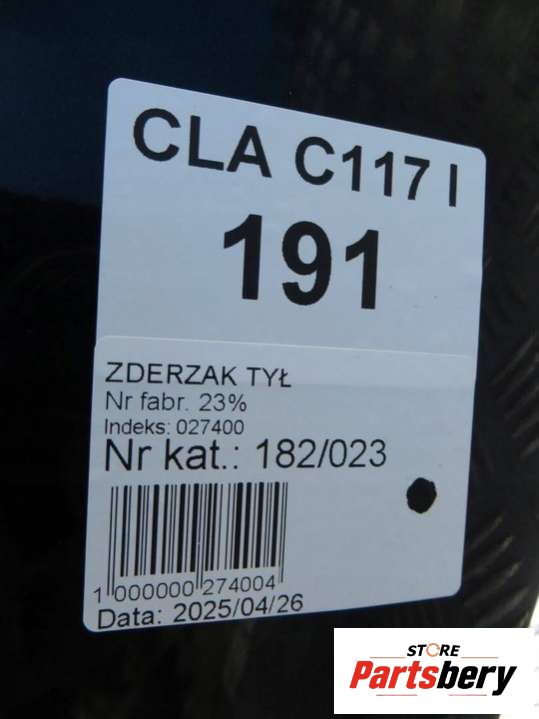 CLA C117 I
191
ZDERZAK TYŁ
Nr fabr. 23%
Indeks: 027400
Nr kat.: 182/023
1 000000 274004
Data: 2025/04/26
STORE
Partsbery